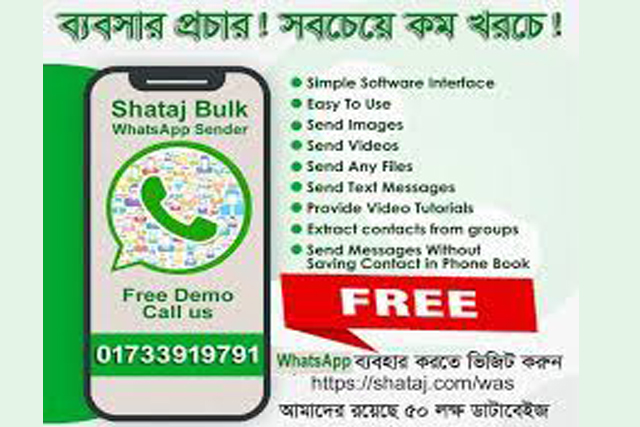 ব্যবসার প্রচার! সবচেয়ে কম খরচে!
Shataj Bulk
WhatsApp Sender
Free Demo
Call us
01733919791
Simple Software Interface
Easy To Use
Send Images
Send Videos
Send Any Files
Send Text Messages
Provide Video Tutorials
Extract contacts from groups
Send Messages Without
Saving Contact in Phone Book
FREE
WhatsApp ব্যবহার করতে ভিজিট করুন
https://shataj.com/was
আমাদের রয়েছে ৫০ লক্ষ ডাটাবেইজ